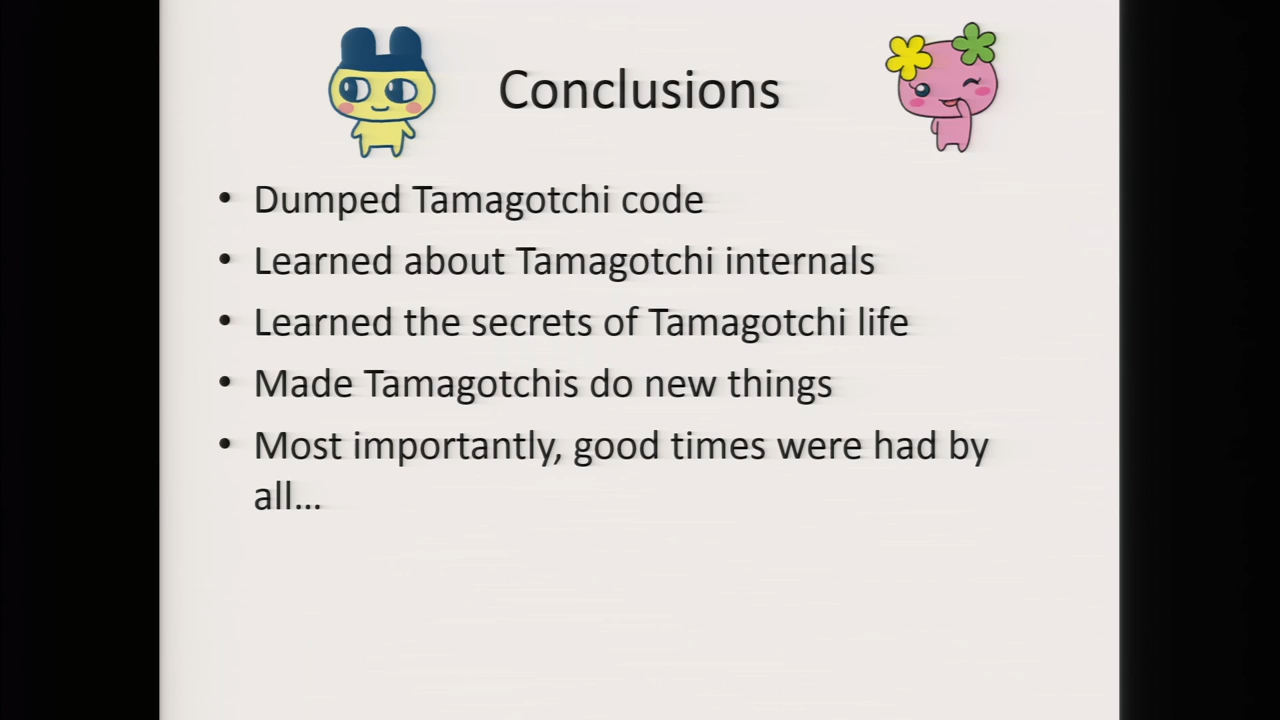 Conclusions
• Dumped Tamagotchi code
• Learned about Tamagotchi internals
• Learned the secrets of Tamagotchi life
• Made Tamagotchis do new things
• Most importantly, good times were had by
all...